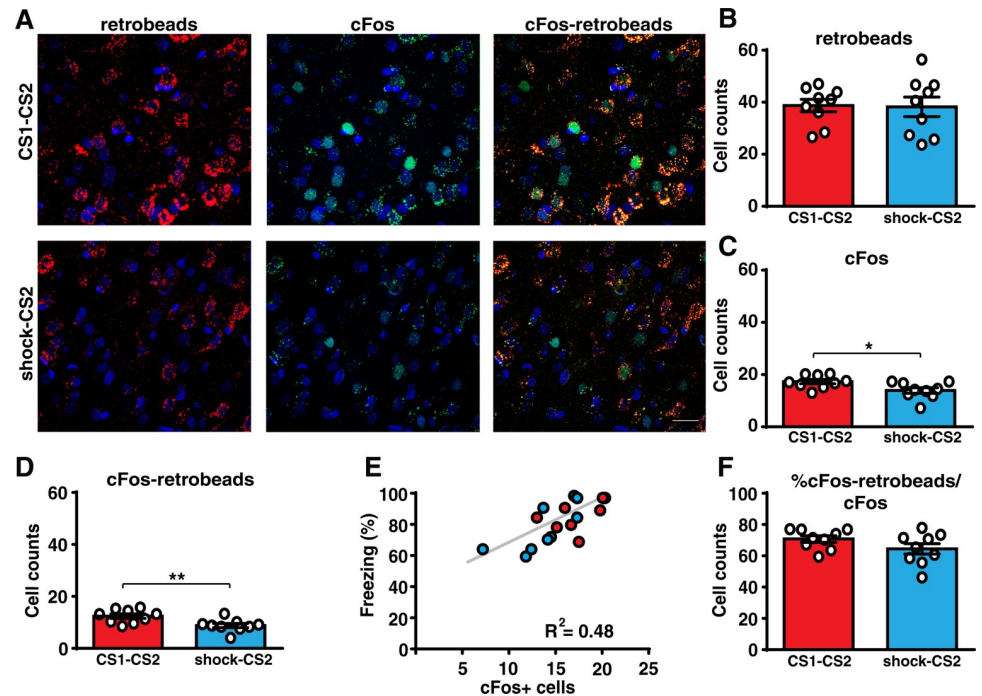 A
retrobeads
cFos
cFos-retrobeads
CS1-CS2
shock-CS2
B
retrobeads
Cell counts
60
40
20
0
CS1-CS2
shock-CS2
C
cFos
Cell counts
60
40
20
0
*
CS1-CS2
shock-CS2
D
cFos-retrobeads
Cell counts
60
40
20
0
**
CS1-CS2
shock-CS2
E
Freezing (%)
100
80
60
40
20
0
R²= 0.48
5 10 15 20 25
cFos+ cells
F
%cFos-retrobeads/
cFos
100
80
60
40
20
0
CS1-CS2
shock-CS2